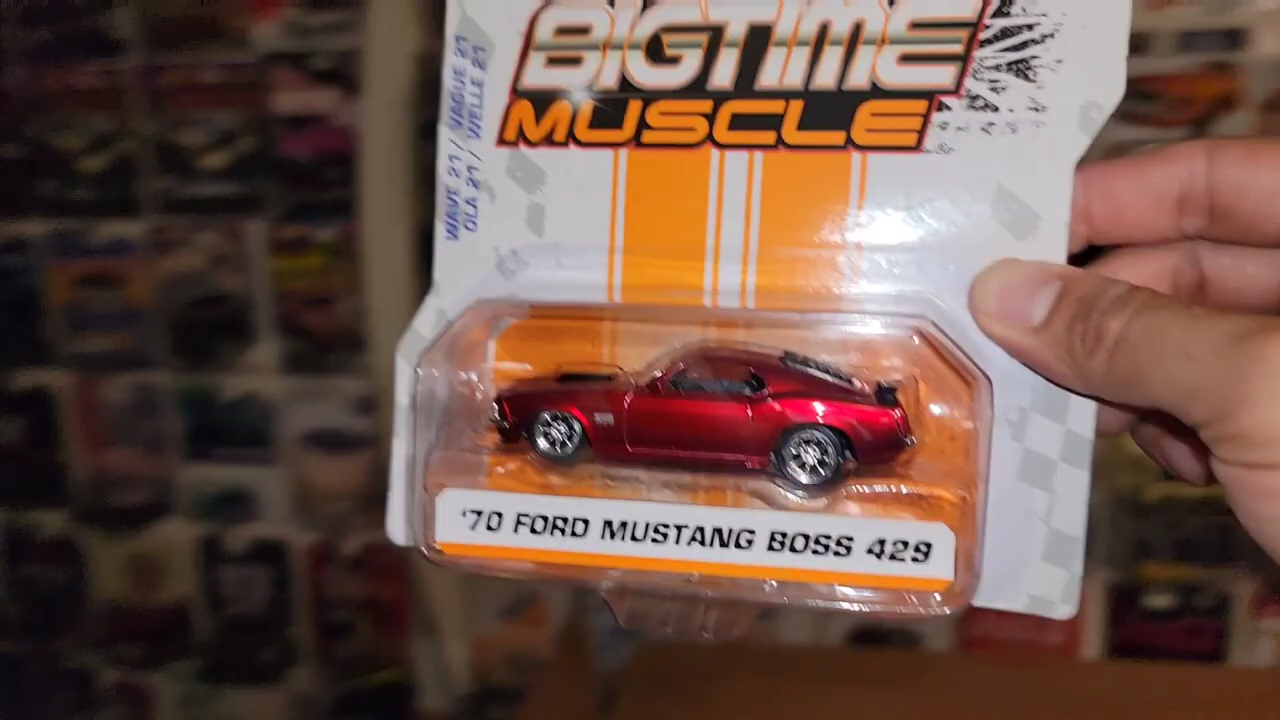 BIGTIME
MUSCLE
WAVE 21 / VAGUE 21
OLA 21 / WELLE 21
'70 FORD MUSTANG BOSS 429